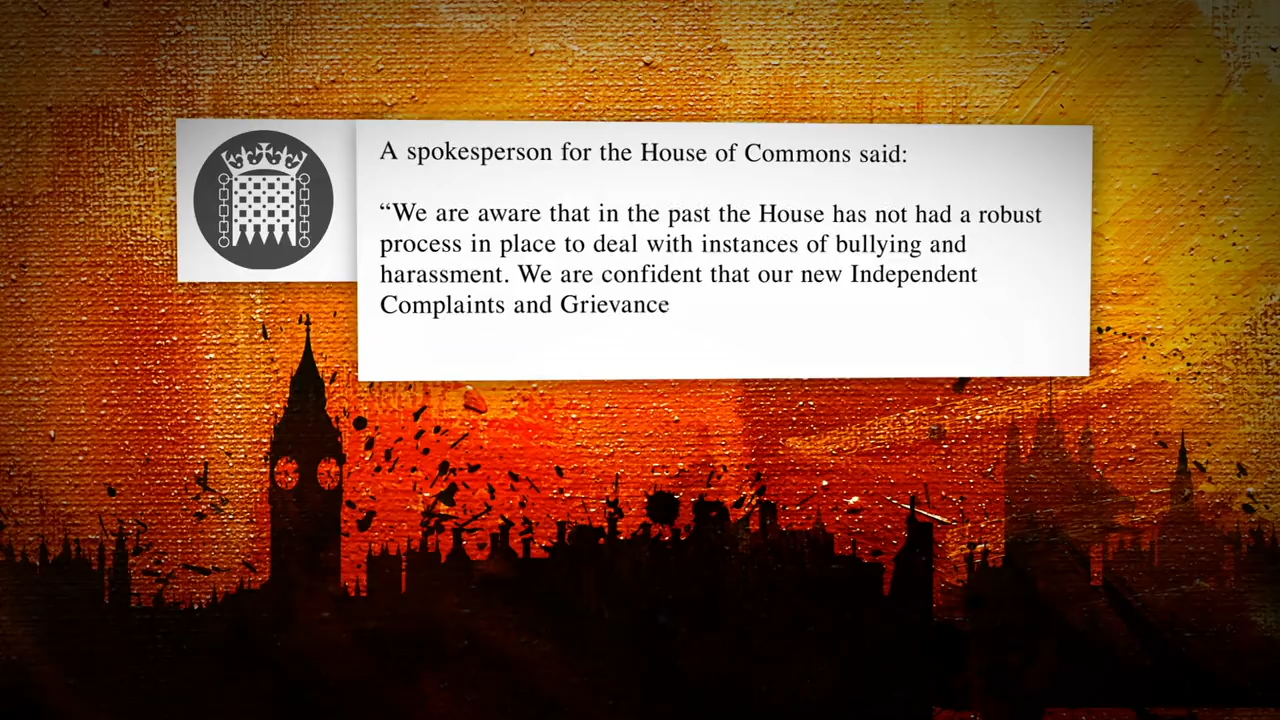 A spokesperson for the House of Commons said:
“We are aware that in the past the House has not had a robust
process in place to deal with instances of bullying and
harassment. We are confident that our new Independent
Complaints and Grievance